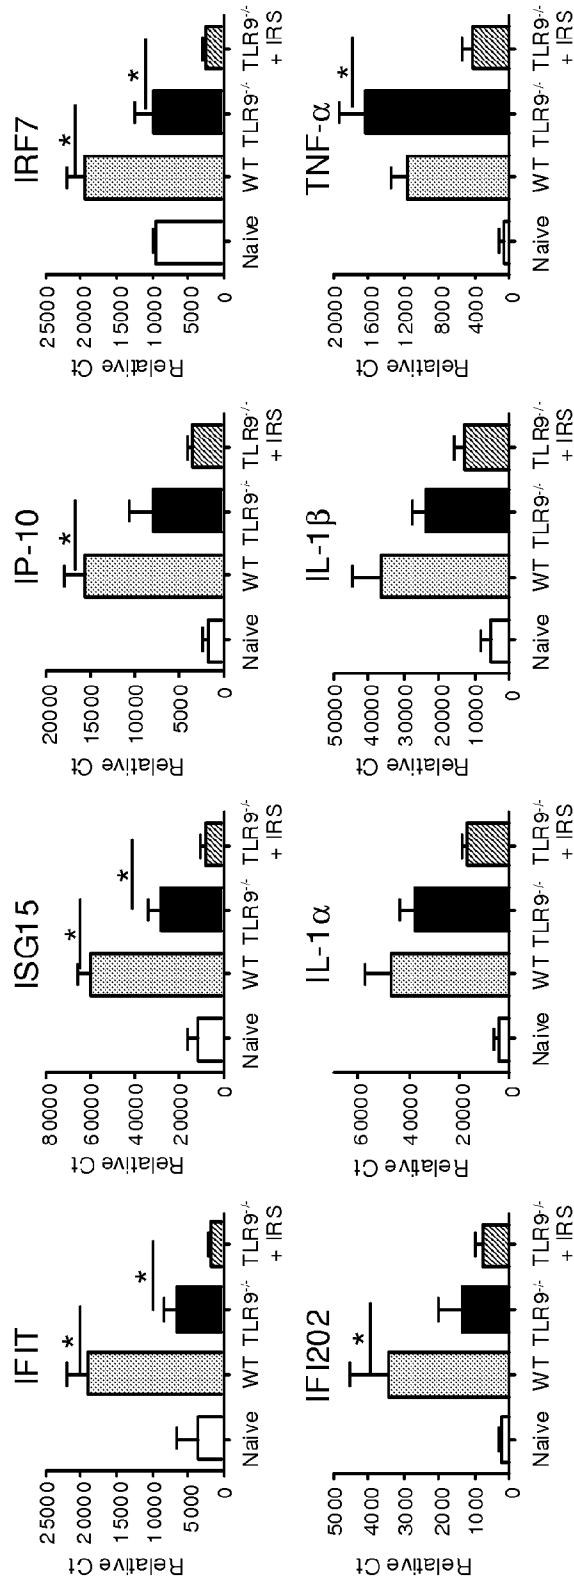 IFIT
Relative Ct
25000
20000
15000
10000
5000
0
*
*
Naive WT TLR9-/- TLR9-/-
+ IRS
ISG15
Relative Ct
80000
60000
40000
20000
0
*
*
Naive WT TLR9-/- TLR9-/-
+ IRS
IP-10
Relative Ct
20000
15000
10000
5000
0
*
Naive WT TLR9-/- TLR9-/-
+ IRS
IRF7
Relative Ct
25000
20000
15000
10000
5000
0
*
*
Naive WT TLR9-/- TLR9-/-
+ IRS
IFI202
Relative Ct
5000
4000
3000
2000
1000
0
*
Naive WT TLR9-/- TLR9-/-
+ IRS
IL-1α
Relative Ct
60000
40000
20000
0
Naive WT TLR9-/- TLR9-/-
+ IRS
IL-1β
Relative Ct
50000
40000
30000
20000
10000
0
Naive WT TLR9-/- TLR9-/-
+ IRS
TNF-α
Relative Ct
20000
16000
12000
8000
4000
0
*
Naive WT TLR9-/- TLR9-/-
+ IRS